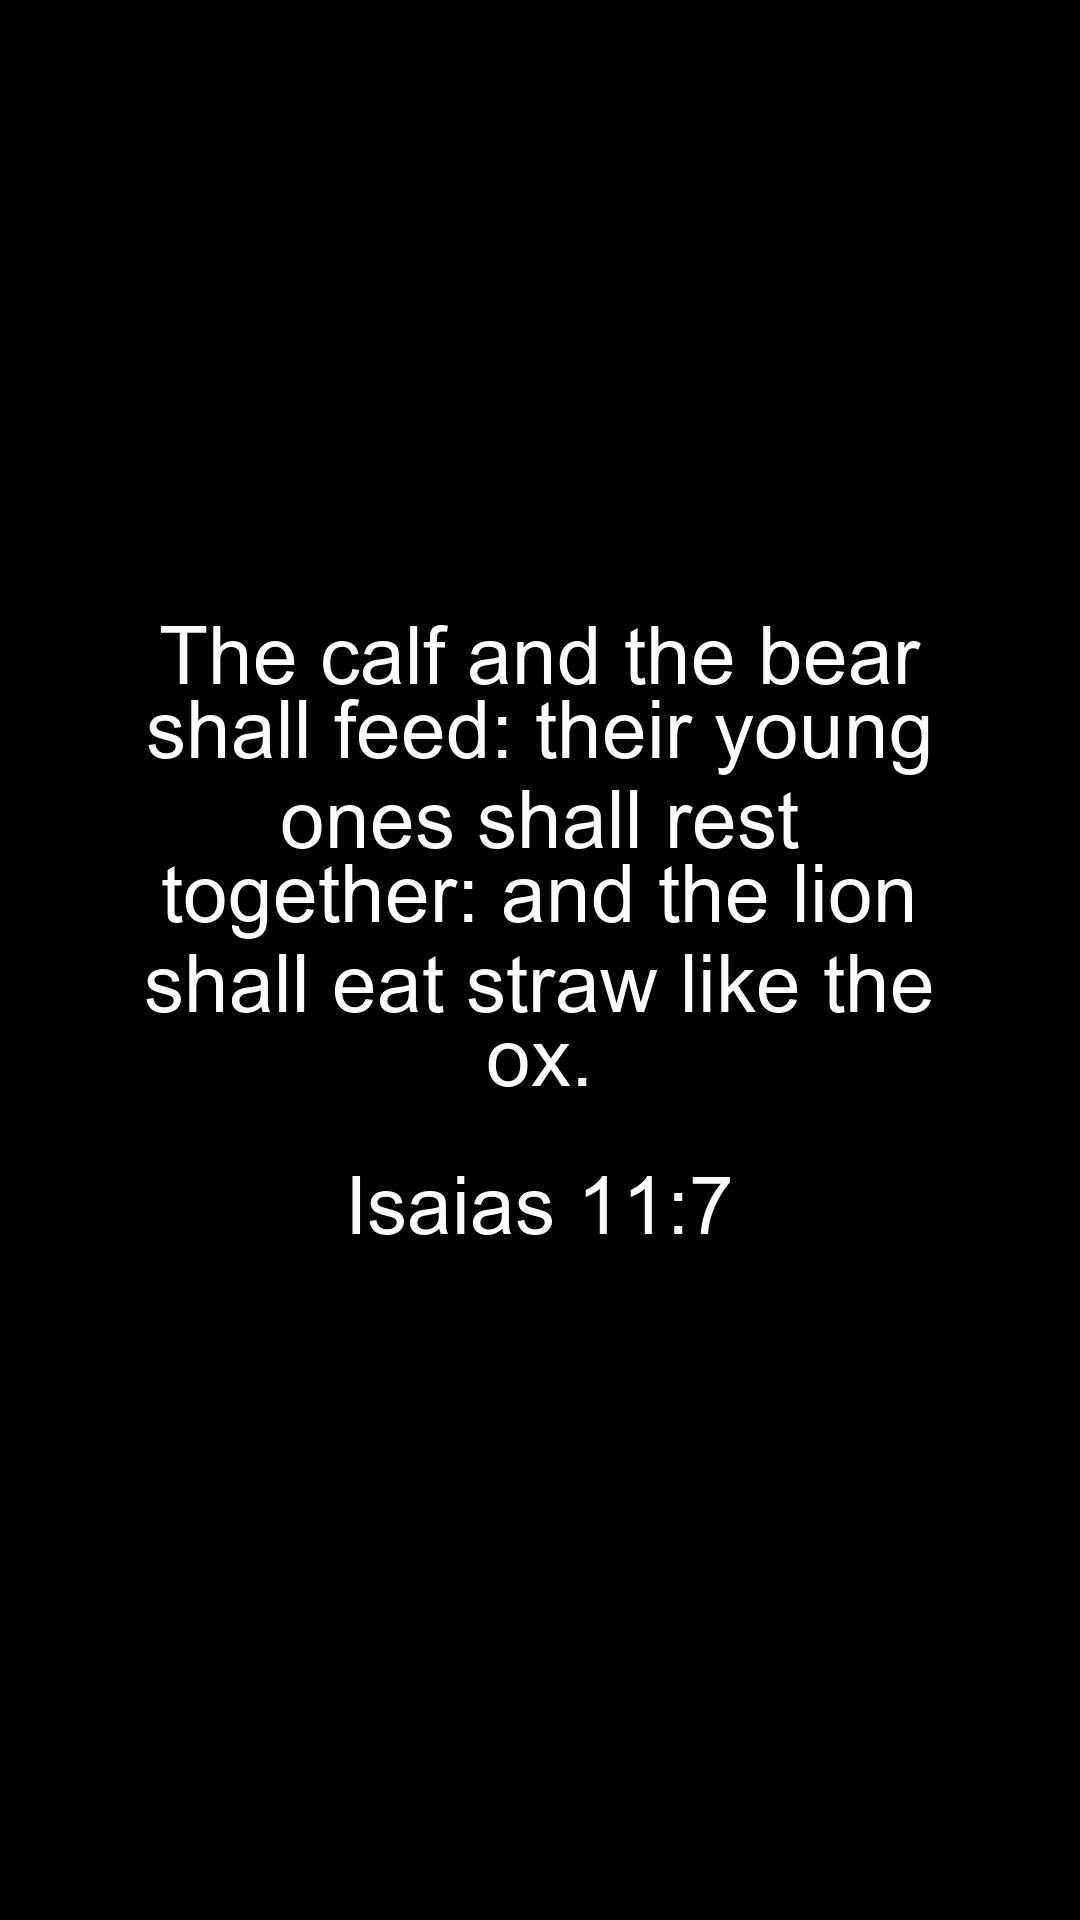 The calf and the bear
shall feed: their young
ones shall rest
together: and the lion
shall eat straw like the
ox.
Isaias 11:7